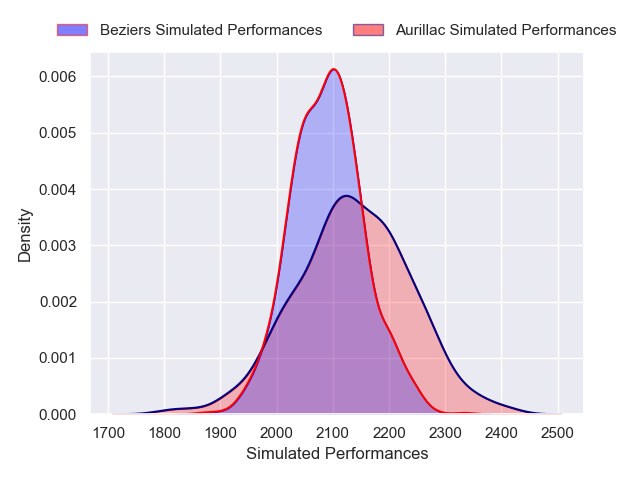 Beziers Simulated Performances
Aurillac Simulated Performances
0.006
0.005
0.004
0.003
0.002
0.001
0.000
Density
1700 1800 1900 2000 2100 2200 2300 2400 2500
Simulated Performances